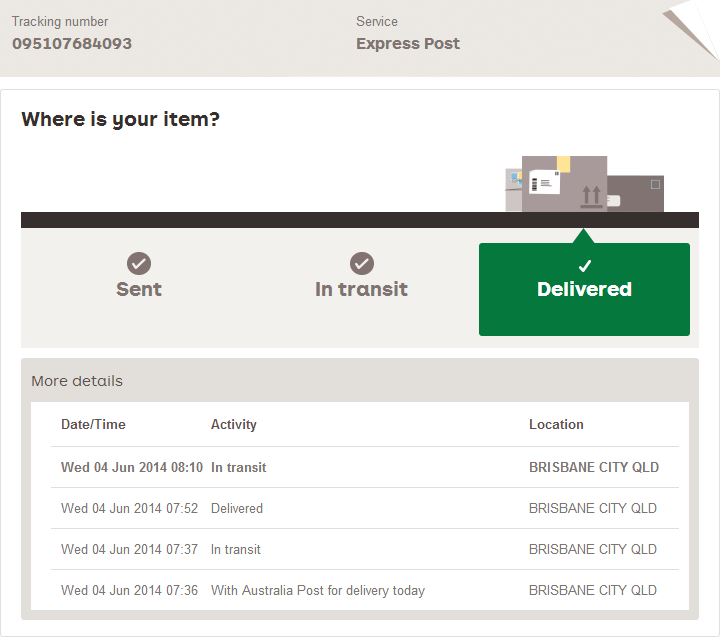 Tracking number Service
095107684093 Express Post
Where is your item?
Sent In transit Delivered
More details
Date/Time Activity Location
Wed 04 Jun 2014 08:10 In transit BRISBANE CITY QLD
Wed 04 Jun 2014 07:52 Delivered BRISBANE CITY QLD
Wed 04 Jun 2014 07:37 In transit BRISBANE CITY QLD
Wed 04 Jun 2014 07:36 With Australia Post for delivery today BRISBANE CITY QLD